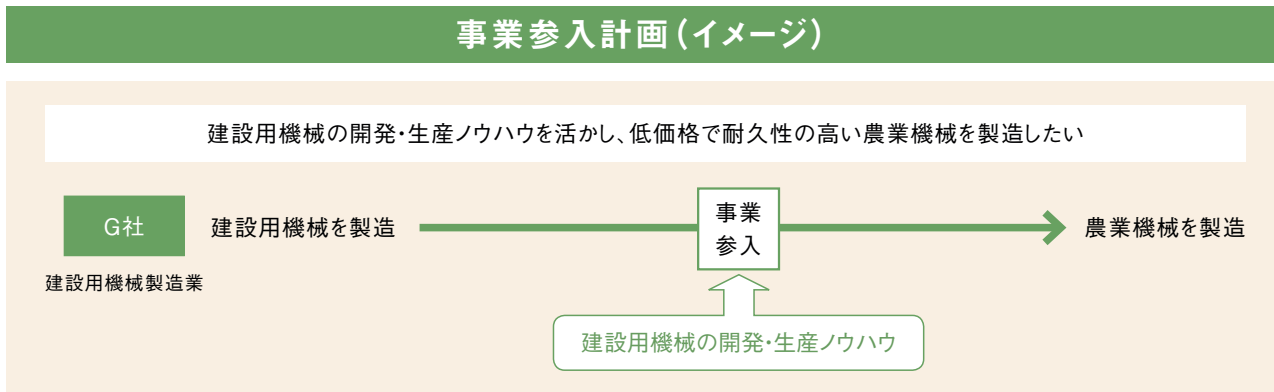 事業参入計画(イメージ)
建設用機械の開発・生産ノウハウを活かし、低価格で耐久性の高い農業機械を製造したい
G社
建設用機械を製造
事業
参入
農業機械を製造
建設用機械製造業
建設用機械の開発・生産ノウハウ